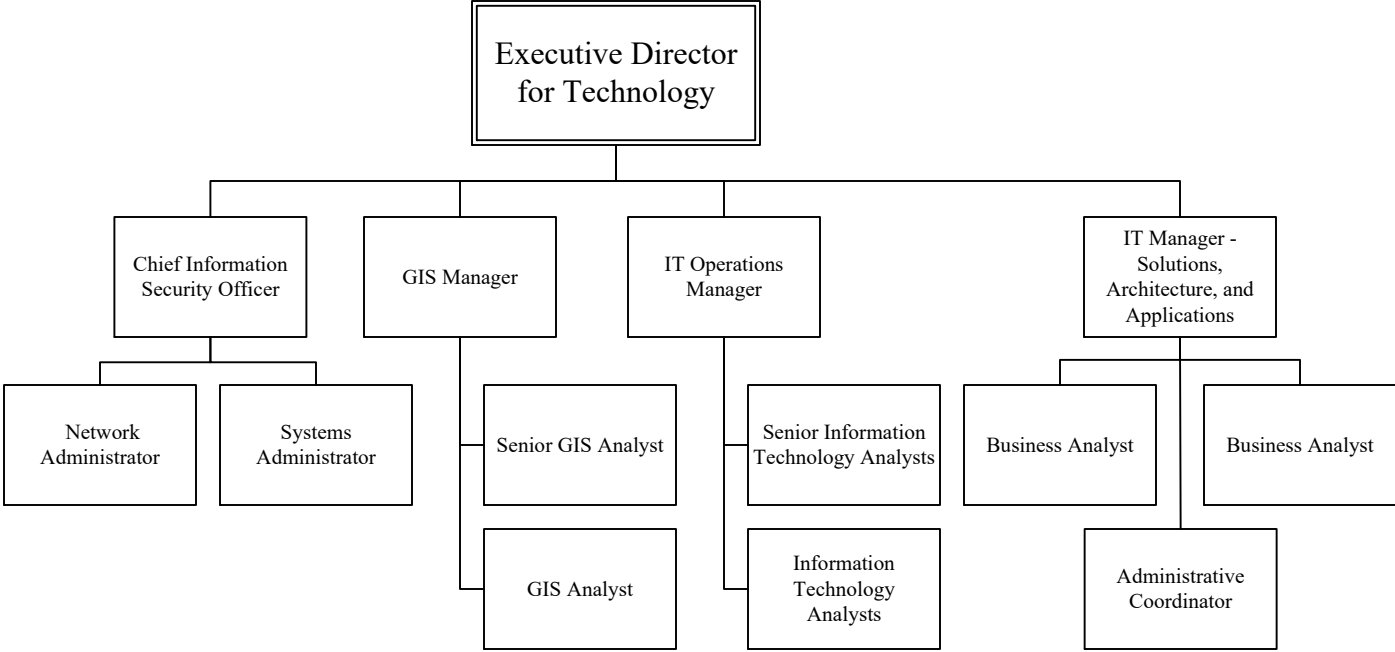 Executive Director
for Technology
Chief Information
Security Officer
GIS Manager
IT Operations
Manager
IT Manager -
Solutions,
Architecture, and
Applications
Network
Administrator
Systems
Administrator
Senior GIS Analyst
Senior Information
Technology Analysts
Business Analyst
Business Analyst
GIS Analyst
Information
Technology
Analysts
Administrative
Coordinator